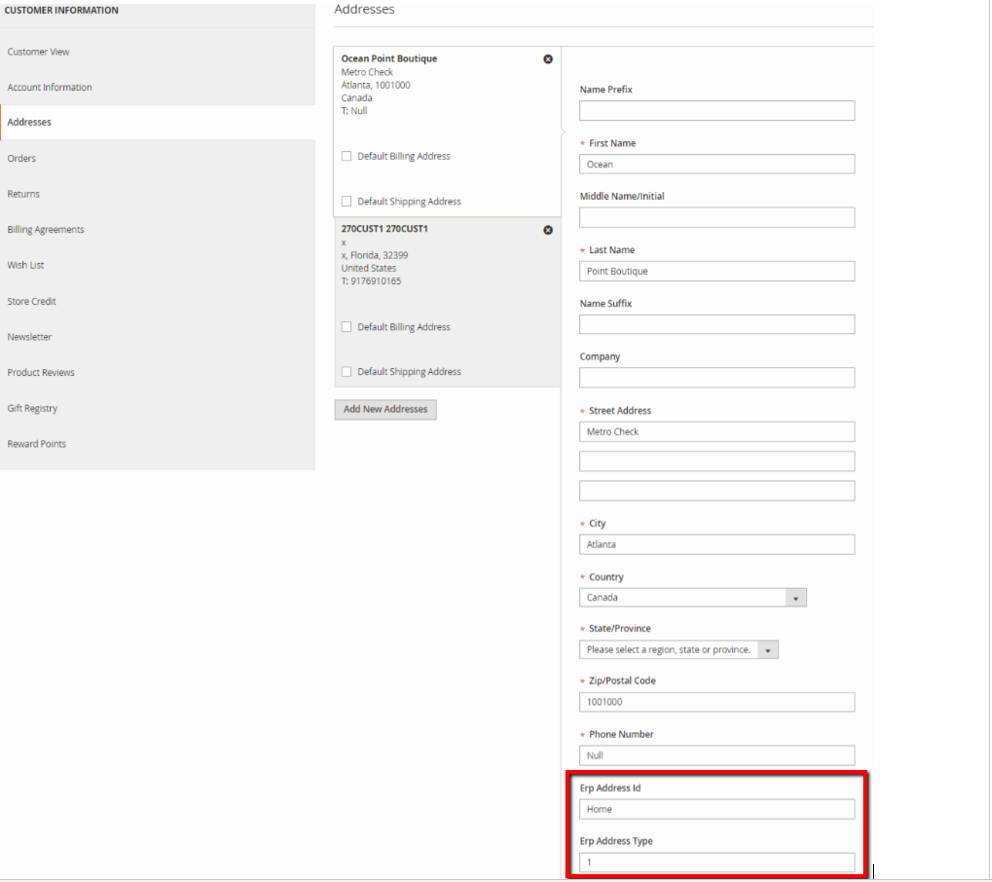 CUSTOMER INFORMATION
Customer View
Account Information
Addresses
Orders
Returns
Billing Agreements
Wish List
Store Credit
Newsletter
Product Reviews
Gift Registry
Reward Points
Addresses
Ocean Point Boutique
Metro Check
Atlanta, 1001000
Canada
T: Null
Default Billing Address
Default Shipping Address
270CUST1 270CUST1
x
x, Florida, 32399
United States
T: 9176910165
Default Billing Address
Default Shipping Address
Add New Addresses
Name Prefix
* First Name
Ocean
Middle Name/Initial
* Last Name
Point Boutique
Name Suffix
Company
* Street Address
Metro Check
* City
Atlanta
* Country
Canada
* State/Province
Please select a region, state or province.
* Zip/Postal Code
1001000
* Phone Number
Null
Erp Address Id
Home
Erp Address Type
1